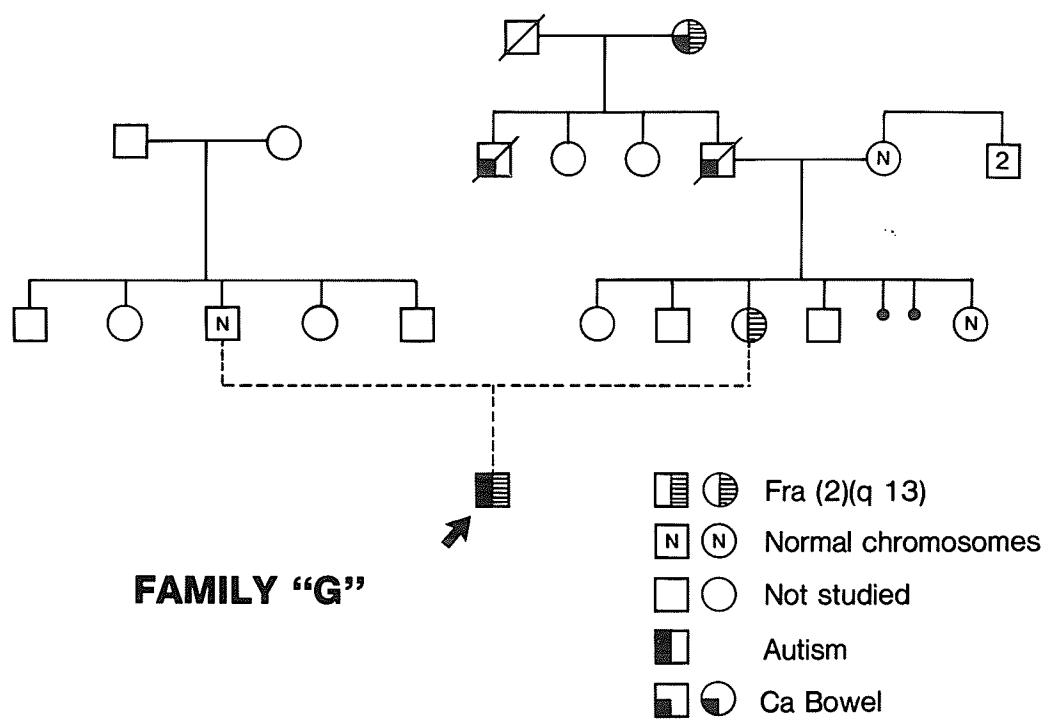 N
2
N
N
Fra (2)(q 13)
N
N
Normal chromosomes
FAMILY “G”
Not studied
Autism
Ca Bowel